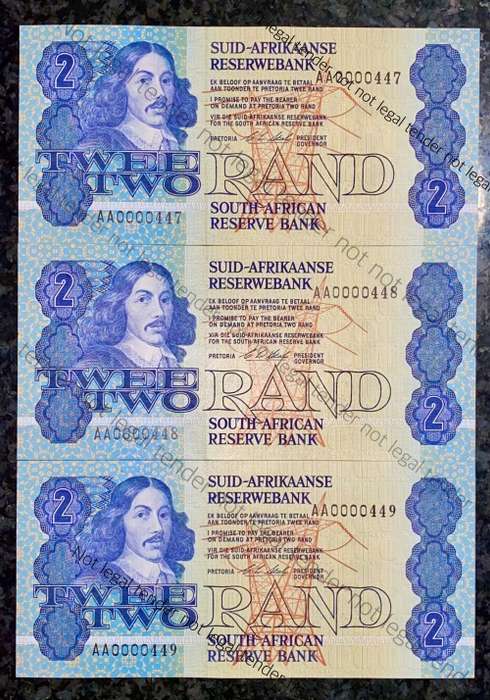 2
SUID-AFRIKAANSE
RESERWEBANK
AA0000447
EK BELOOF OP AANVRAAG TE BETAAL
AAN TOONDER TE PRETORIA TWEE RAND
I PROMISE TO PAY THE BEARER
ON DEMAND AT PRETORIA TWO RAND
VIR DIE SUID-AFRIKAANSE RESERWEBANK
FOR THE SOUTH AFRICAN RESERVE BANK
PRETORIA PRESIDENT
GOVERNOR
TWEE
TWO RAND
2
AA0000447
SOUTH AFRICAN
RESERVE BANK
2
SUID-AFRIKAANSE
RESERWEBANK
AA0000448
EK BELOOF OP AANVRAAG TE BETAAL
AAN TOONDER TE PRETORIA TWEE RAND
I PROMISE TO PAY THE BEARER
ON DEMAND AT PRETORIA TWO RAND
VIR DIE SUID-AFRIKAANSE RESERWEBANK
FOR THE SOUTH AFRICAN RESERVE BANK
PRETORIA PRESIDENT
GOVERNOR
TWEE
TWO RAND
2
AA0000448
SOUTH AFRICAN
RESERVE BANK
2
SUID-AFRIKAANSE
RESERWEBANK
AA0000449
EK BELOOF OP AANVRAAG TE BETAAL
AAN TOONDER TE PRETORIA TWEE RAND
I PROMISE TO PAY THE BEARER
ON DEMAND AT PRETORIA TWO RAND
VIR DIE SUID-AFRIKAANSE RESERWEBANK
FOR THE SOUTH AFRICAN RESERVE BANK
PRETORIA PRESIDENT
GOVERNOR
TWEE
TWO RAND
2
AA0000449
SOUTH AFRICAN
RESERVE BANK
Not legal tender not legal tender